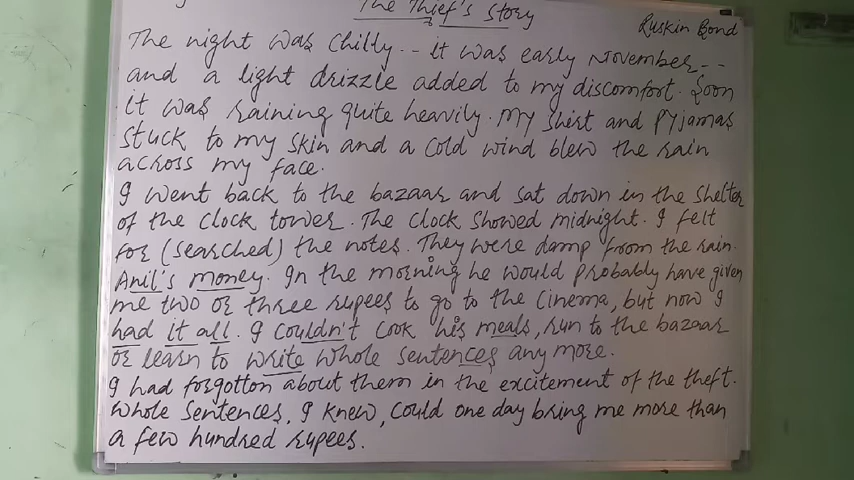 The Thief's Story
Ruskin Bond
The night was chilly -- it was early November --
and a light drizzle added to my discomfort. Soon
it was raining quite heavily. My shirt and pyjamas
stuck to my skin and a cold wind blew the rain
across my face.
I went back to the bazaar and sat down in the shelter
of the clock tower. The clock showed midnight. I felt
for (searched) the notes. They were damp from the rain.
Anil's money. In the morning he would probably have given
me two or three rupees to go to the cinema, but now I
had it all. I couldn't cook his meals, run to the bazaar
or learn to write whole sentences any more.
I had forgotton about them in the excitement of the theft.
Whole sentences, I knew, could one day bring me more than
a few hundred rupees.